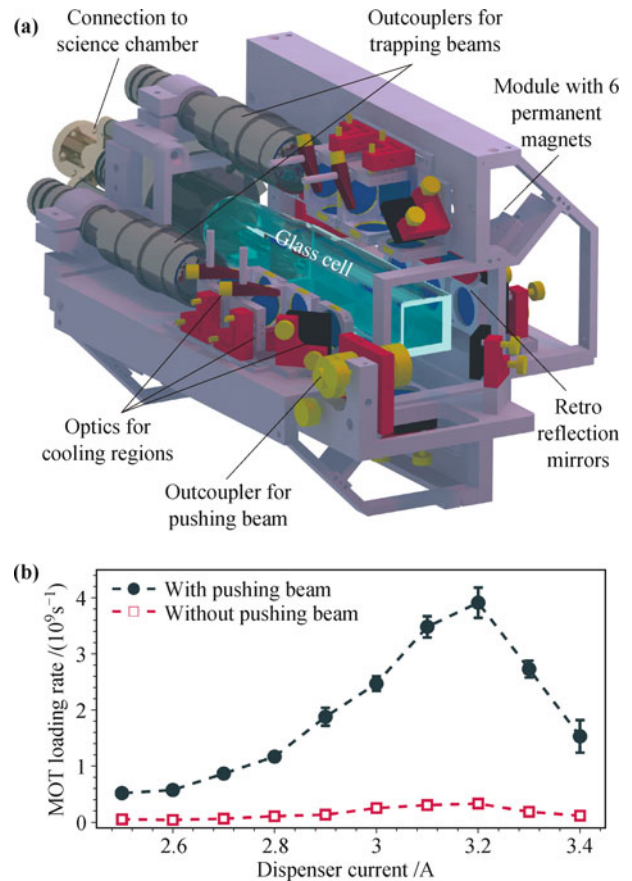 (a)
Connection to
science chamber
Outcouplers for
trapping beams
Module with 6
permanent
magnets
Glass cell
Optics for
cooling regions
Outcoupler for
pushing beam
Retro
reflection
mirrors
(b)
With pushing beam
Without pushing beam
MOT loading rate /(10⁹s⁻¹)
4
3
2
1
0
2.6
2.8
3
3.2
3.4
Dispenser current /A